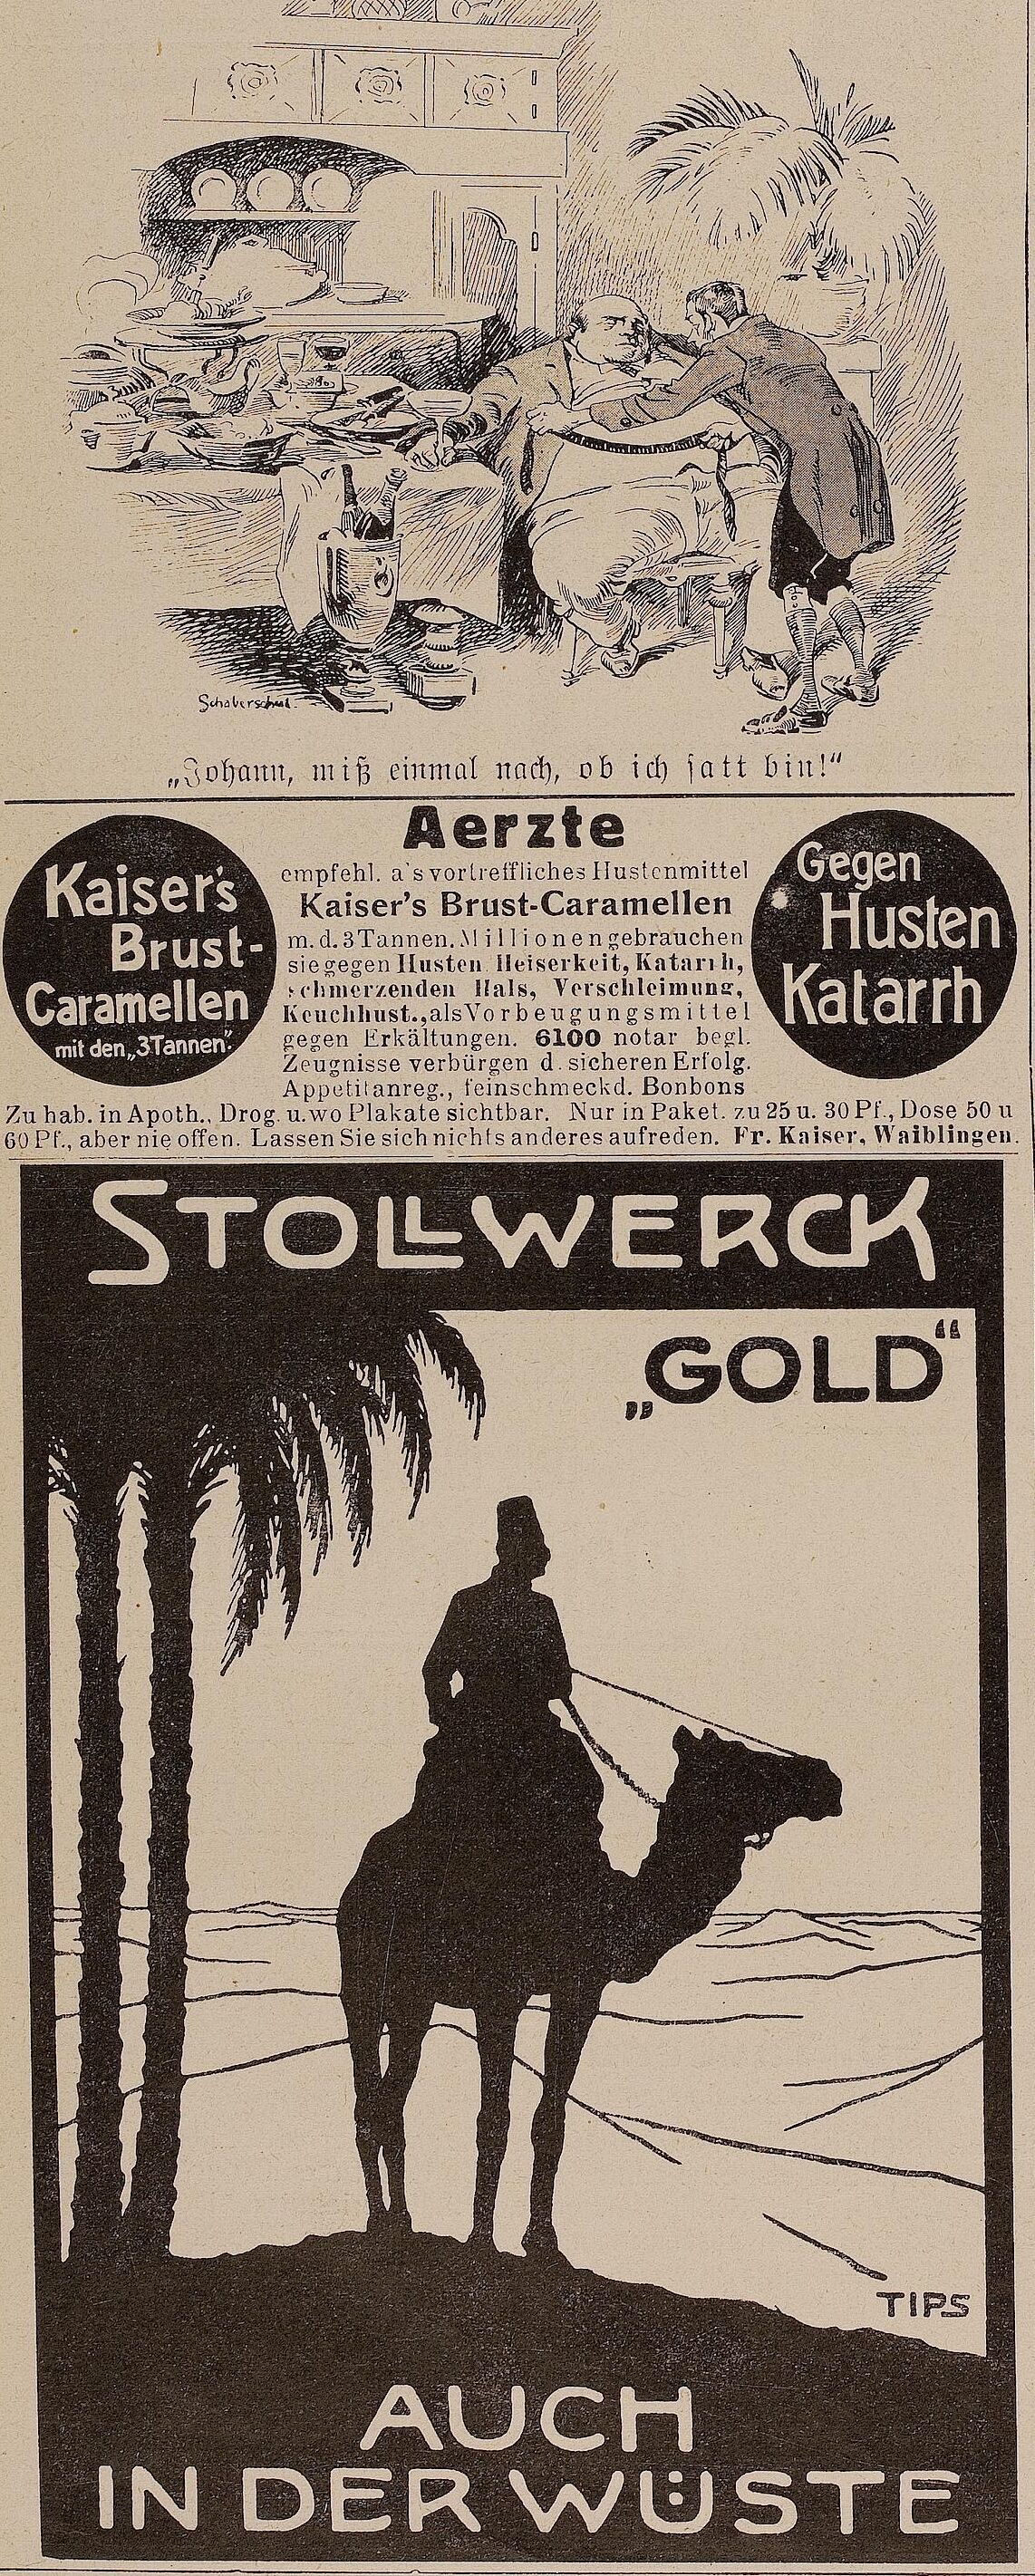 Schaberschul.
„Johann, miß einmal nach, ob ich satt bin!“
Kaiser's
Brust-
Caramellen
mit den „3 Tannen“.
Aerzte
empfehl. a's vortreffliches Hustenmittel
Kaiser's Brust-Caramellen
m. d. 3 Tannen. Millionen gebrauchen
sie gegen Husten Heiserkeit, Katarrh,
schmerzenden Hals, Verschleimung,
Keuchhust., als Vorbeugungsmittel
gegen Erkältungen. 6100 notar begl.
Zeugnisse verbürgen d. sicheren Erfolg.
Appetitanreg., feinschmeckd. Bonbons
Zu hab. in Apoth., Drog. u. wo Plakate sichtbar. Nur in Paket. zu 25 u. 30 Pf., Dose 50 u
60 Pf., aber nie offen. Lassen Sie sich nichts anderes aufreden. Fr. Kaiser, Waiblingen.
Gegen
Husten
Katarrh
STOLLWERCK
„GOLD“
TIPS
AUCH
IN DER WÜSTE